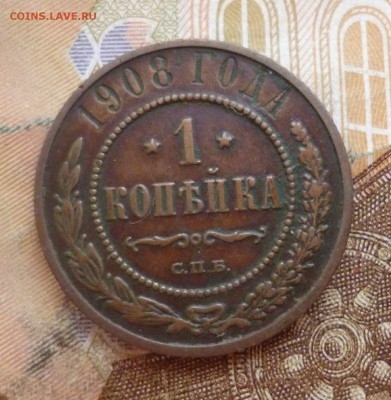 COINS.LAVE.RU
1908 ГОДА
1
КОПѢЙКА
С.П.Б.